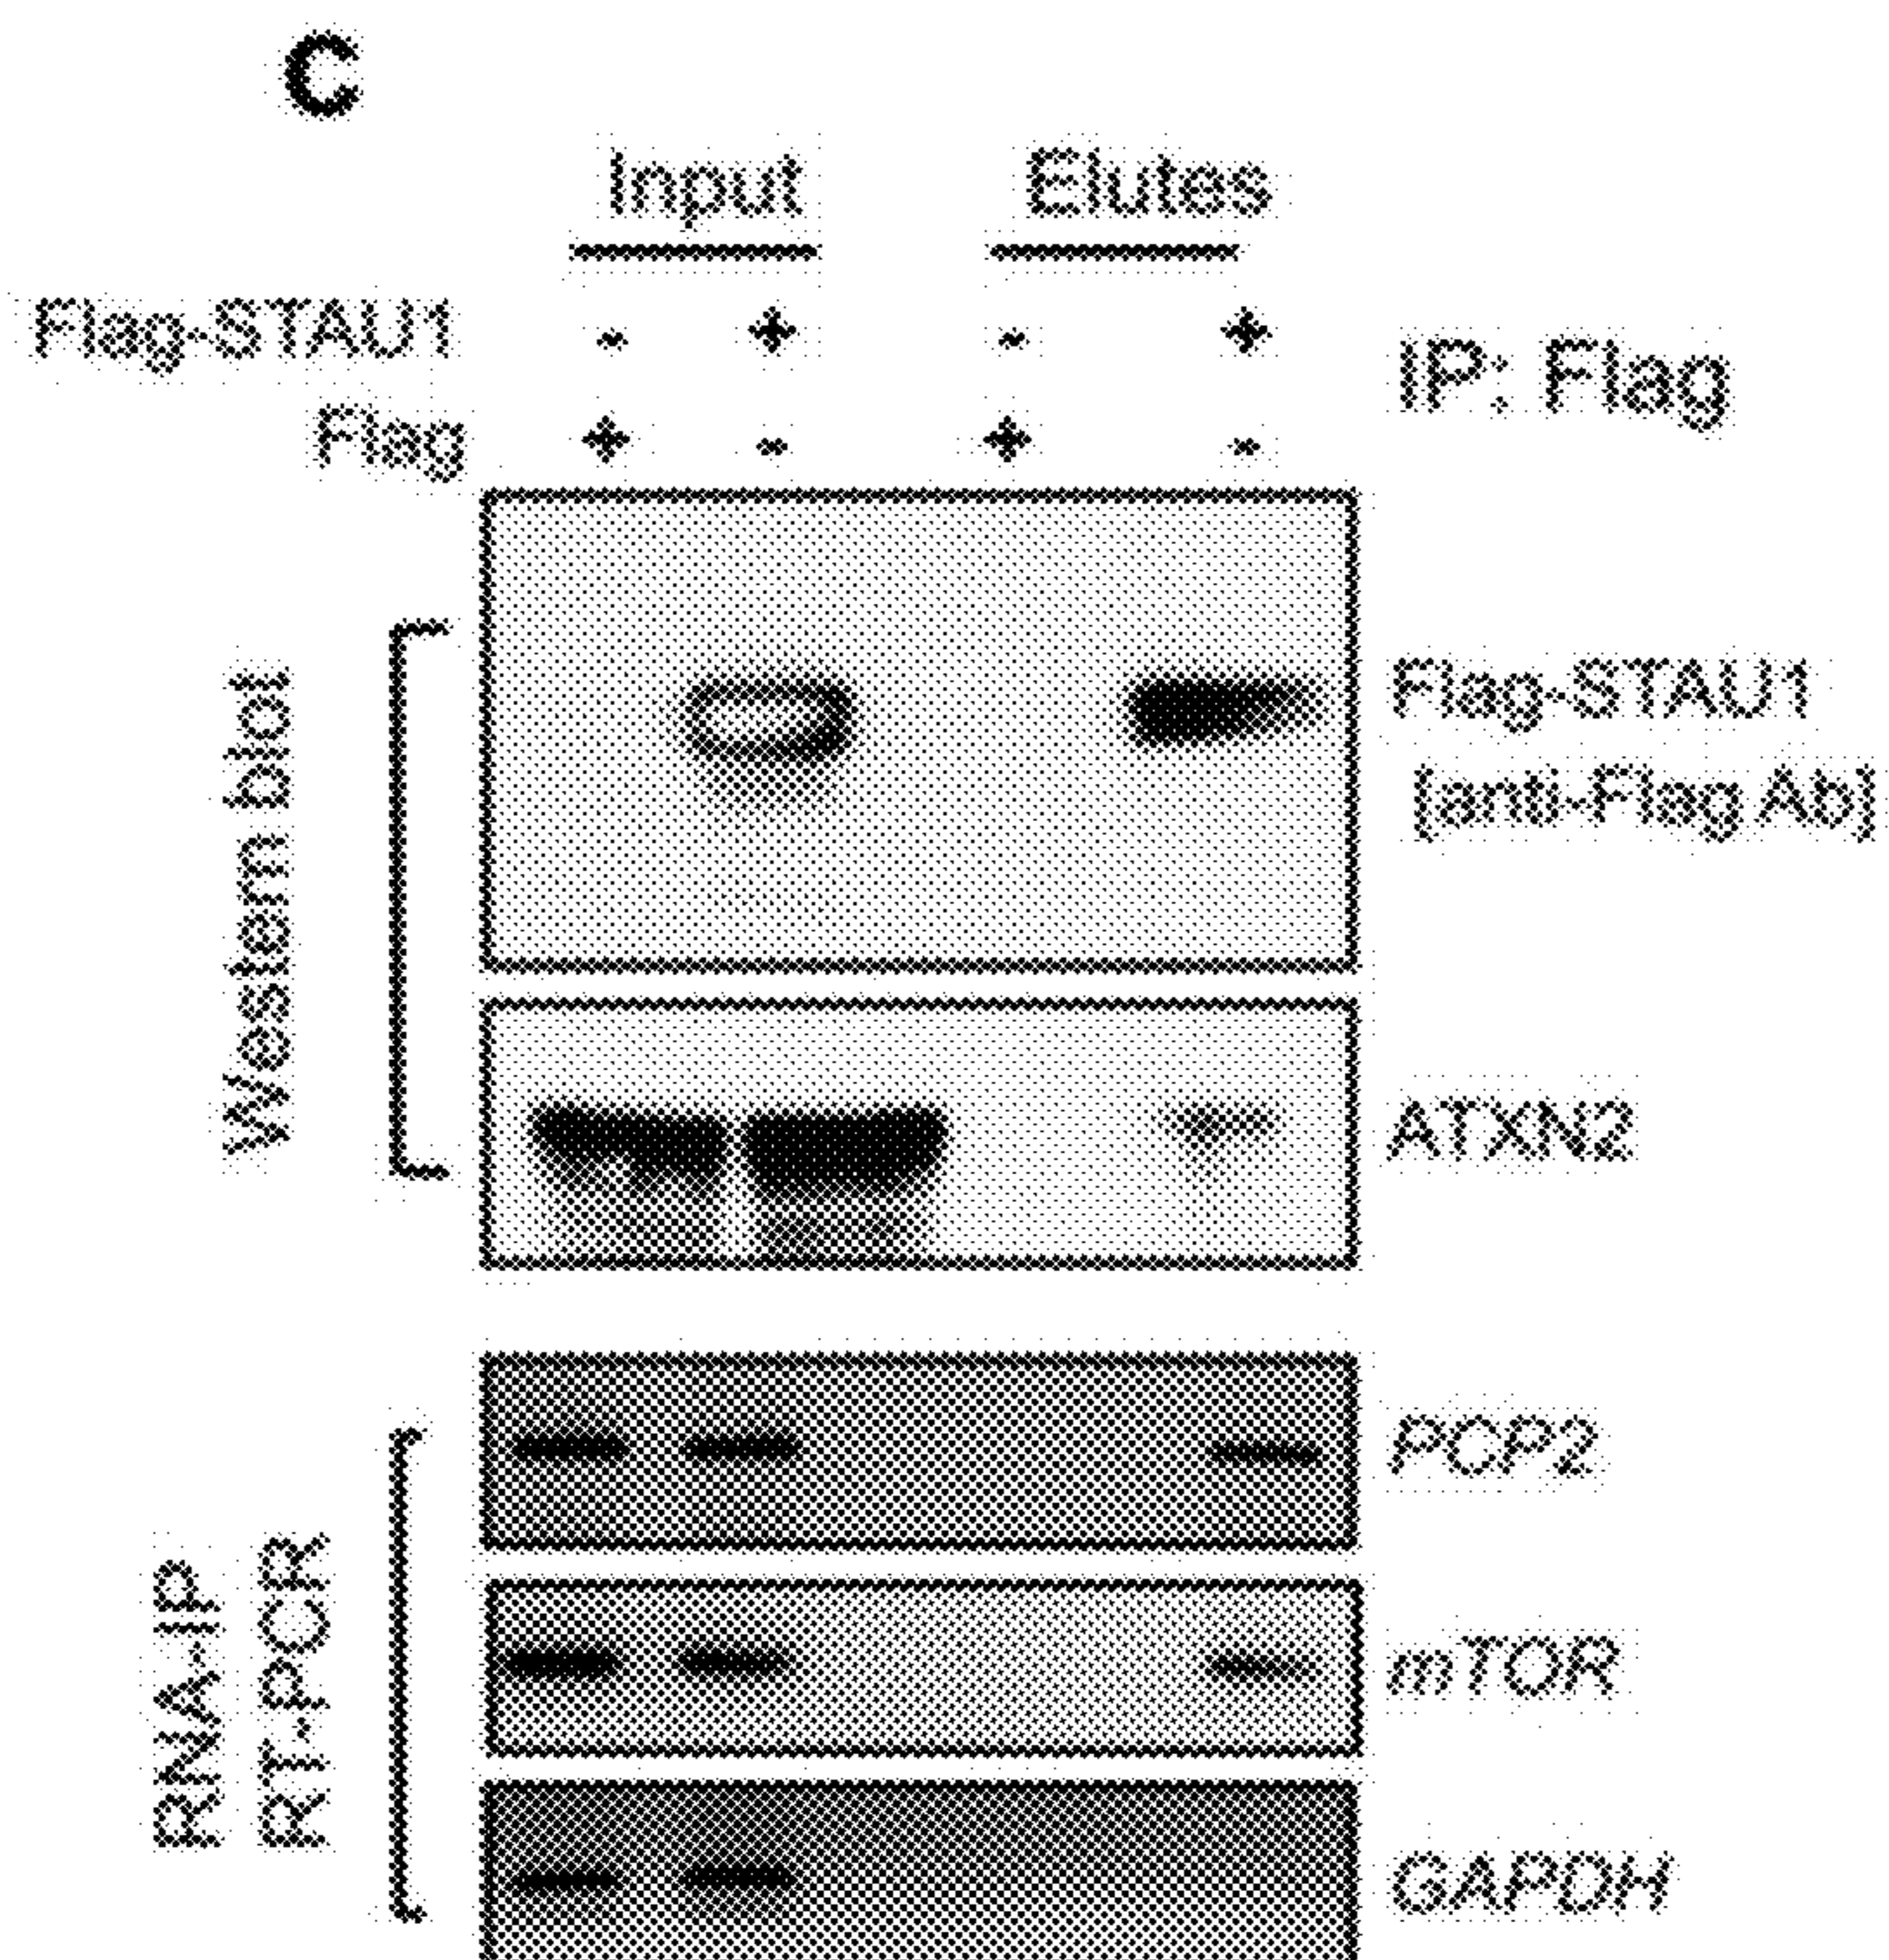 C
Input Elutes
Flag-STAU1 - + - +
Flag + - + -
IP: Flag
Western blot
Flag-STAU1
[anti-Flag Ab]
ATXN2
RNA-IP
RT-PCR
PCP2
mTOR
GAPDH